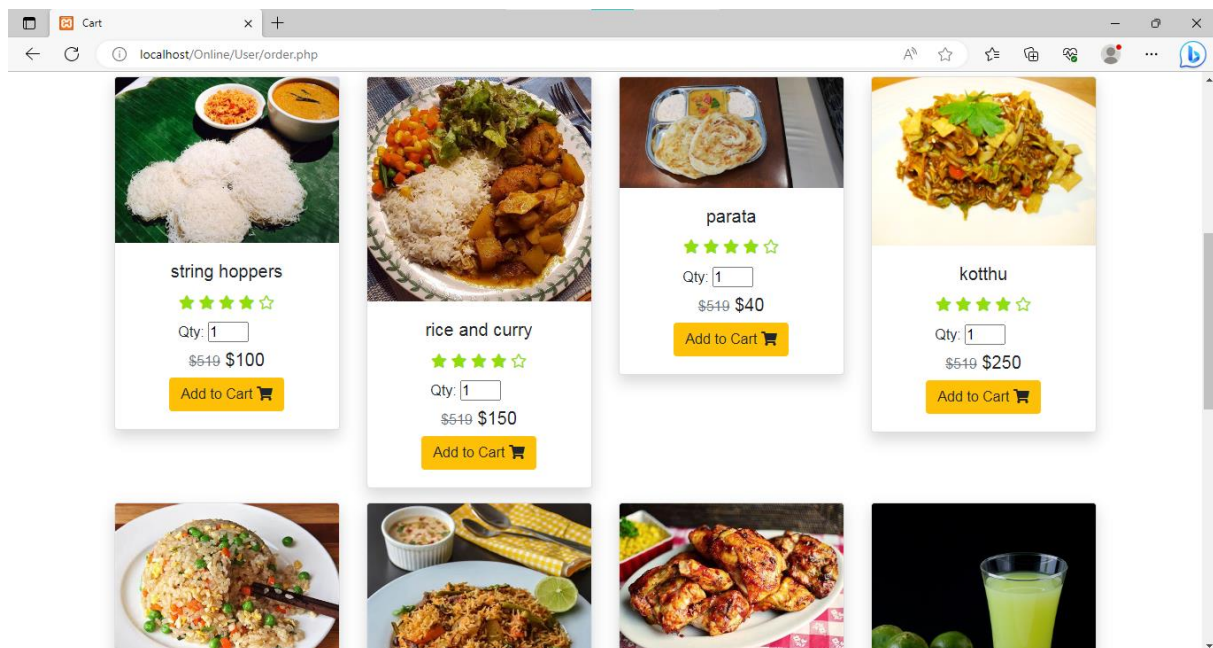 Cart
localhost/Online/User/order.php
string hoppers
Qty: 1
$519 $100
Add to Cart
rice and curry
Qty: 1
$519 $150
Add to Cart
parata
Qty: 1
$519 $40
Add to Cart
kotthu
Qty: 1
$519 $250
Add to Cart